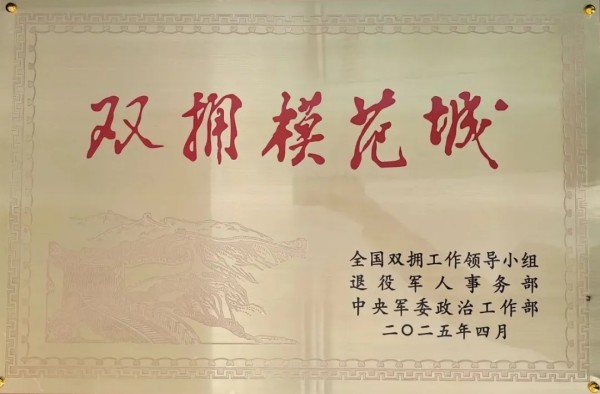 双拥模范城
全国双拥工作领导小组
退役军人事务部
中央军委政治工作部
二〇二五年四月